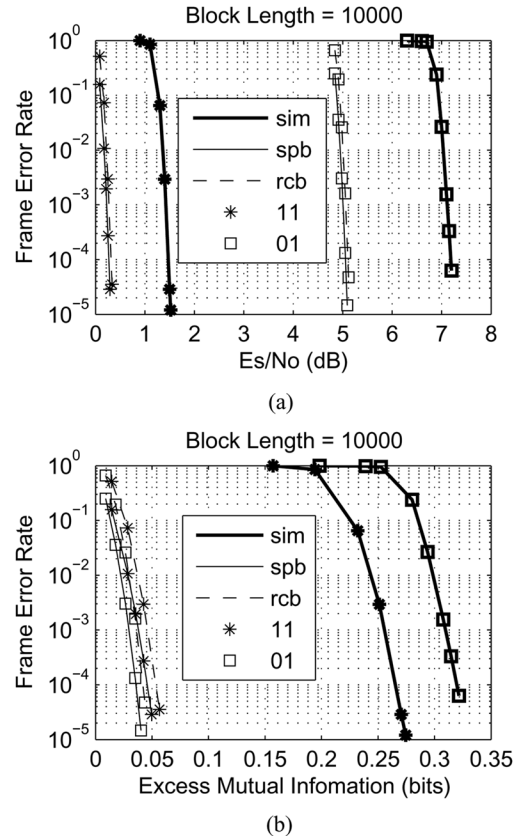 Block Length = 10000
Frame Error Rate
10^0
10^-1
10^-2
10^-3
10^-4
10^-5
sim
spb
rcb
11
01
0 1 2 3 4 5 6 7 8
Es/No (dB)
(a)
Block Length = 10000
Frame Error Rate
10^0
10^-1
10^-2
10^-3
10^-4
10^-5
sim
spb
rcb
11
01
0 0.05 0.1 0.15 0.2 0.25 0.3 0.35
Excess Mutual Infomation (bits)
(b)